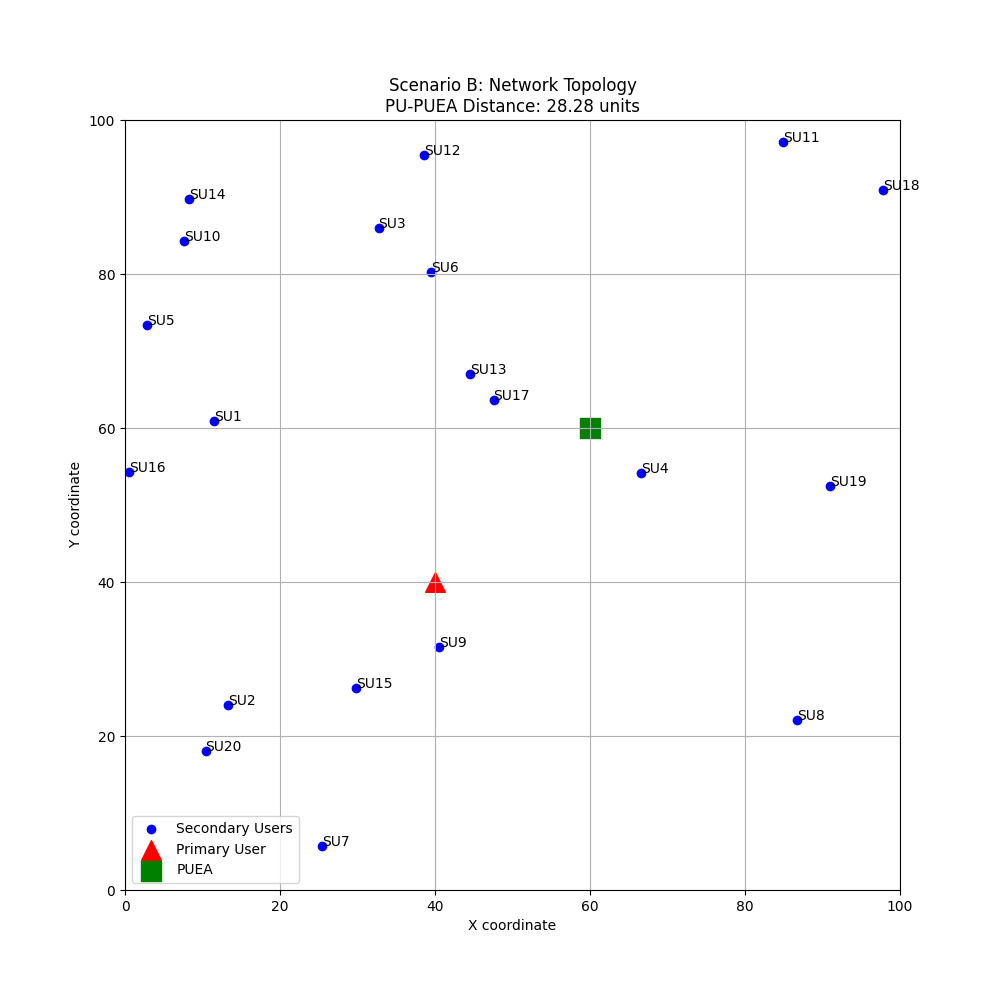 Scenario B: Network Topology
PU-PUEA Distance: 28.28 units
100
80
60
40
20
0
Y coordinate
SU11
SU12
SU18
SU14
SU3
SU10
SU6
SU5
SU13
SU17
SU1
SU16
SU4
SU19
SU9
SU15
SU2
SU8
SU20
SU7
Secondary Users
Primary User
PUEA
0
20
40
60
80
100
X coordinate